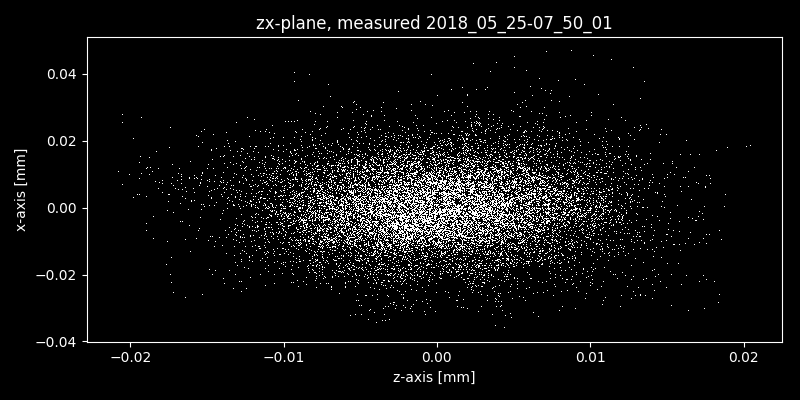 zx-plane, measured 2018_05_25-07_50_01
0.04
0.02
0.00
−0.02
−0.04
x-axis [mm]
−0.02 −0.01 0.00 0.01 0.02
z-axis [mm]